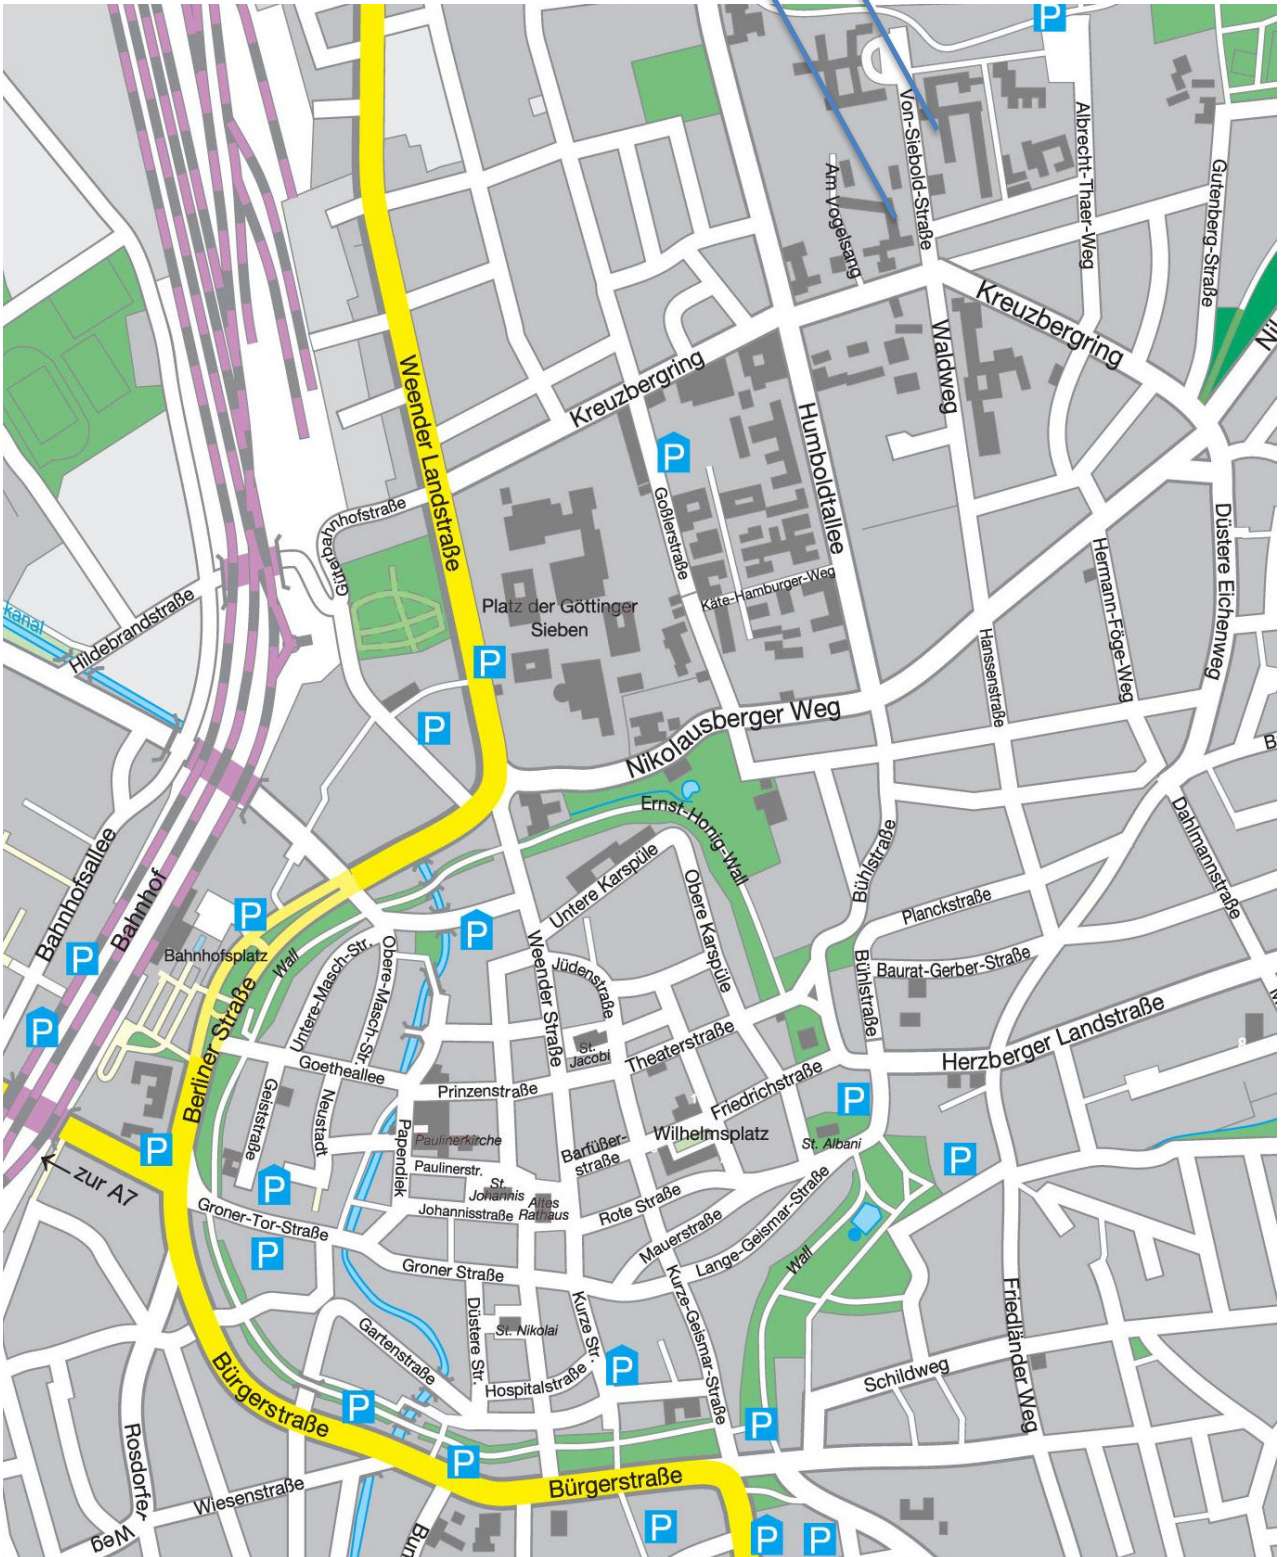 P
Von-Siebold-Straße
Albrecht-Thaer-Weg
Gutenberg-Straße
Am Vogelsang
Kreuzbergring
Waldweg
Weender Landstraße
Kreuzbergring
Humboldtallee
P
Goßlerstraße
Güterbahnhofstraße
Düstere Eichenweg
Hermann-Föge-Weg
Käte-Hamburger-Weg
Platz der Göttinger
Sieben
kanal
Hildebrandstraße
Hanssenstraße
P
P
Nikolausberger Weg
Ernst-Honig-Wall
Dahlmannstraße
Bühlstraße
Untere Karspüle
Obere Karspüle
Planckstraße
Bahnhofsallee
Bahnhof
P
P
P
Bahnhofsplatz
Wall
Untere-Masch-Str.
Obere-Masch-Str.
Weender Straße
Jüdenstraße
Baurat-Gerber-Straße
Bühlstraße
P
Berliner Straße
St.
Jacobi
Theaterstraße
Herzberger Landstraße
Goetheallee
Prinzenstraße
Friedrichstraße
P
Geiststraße
Neustadt
Papendiek
Paulinerkirche
Wilhelmsplatz
St. Albani
P
P
Barfüßer-
straße
Paulinerstr.
zur A7
P
St.
Johannis
Altes
Rathaus
Johannisstraße
Rote Straße
Groner-Tor-Straße
Mauerstraße
Lange-Geismar-Straße
P
Groner Straße
Wall
Kurze-Geismar-Straße
Düstere Str.
St. Nikolai
Kurze Str.
Friedländer Weg
Gartenstraße
Hospitalstraße
P
Schildweg
Bürgerstraße
P
P
Rosdorfer
Weg
P
Wiesenstraße
Bürgerstraße
P
P
P